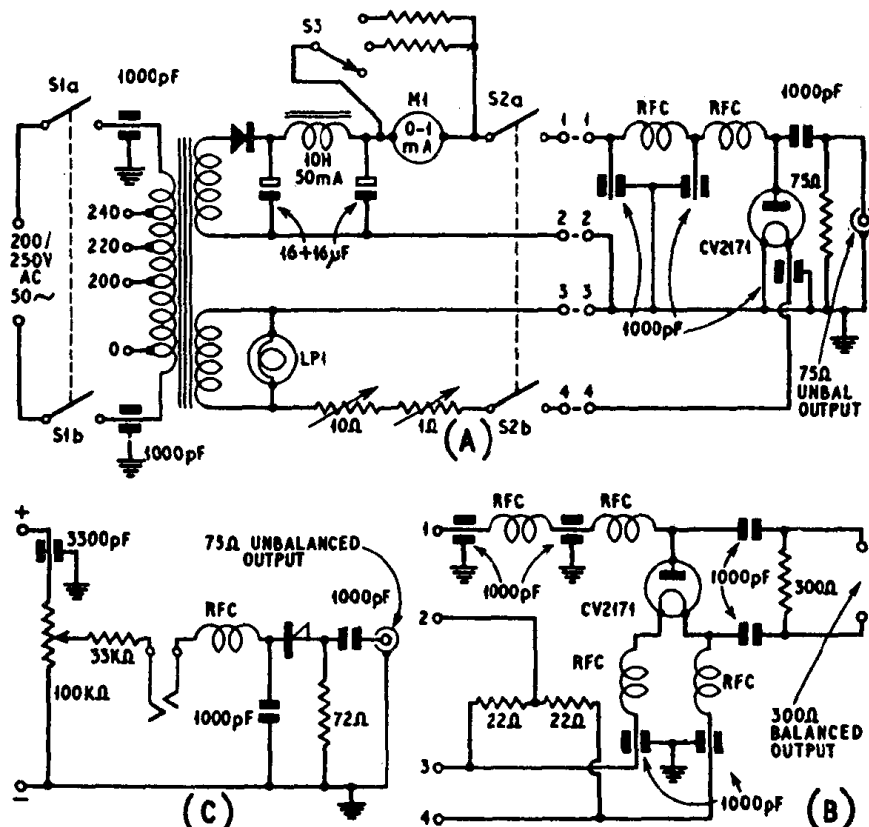 S1a
1000pF
S3
M1
0-1
mA
S2a
1 1
RFC
RFC
1000pF
10H
50mA
240
220
200
0
200/
250V
AC
50~
16+16µF
2 2
75Ω
CV2171
3 3
1000pF
LP1
75Ω
UNBAL
OUTPUT
10Ω
1Ω
S2b
4 4
S1b
1000pF
(A)
+
3300pF
75Ω UNBALANCED
OUTPUT
RFC
1000pF
33KΩ
100KΩ
1000pF
72Ω
–
(C)
RFC
RFC
1
1000pF
1000pF
300Ω
CV2171
2
RFC
RFC
22Ω
22Ω
300Ω
BALANCED
OUTPUT
3
1000pF
4
(B)